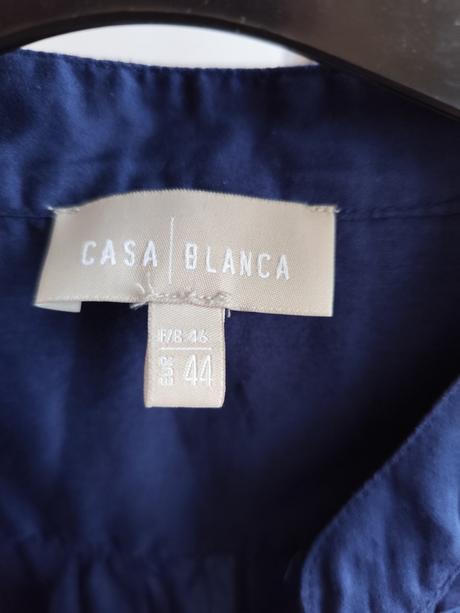 CASA | BLANCA
F/B 46
EUR 44